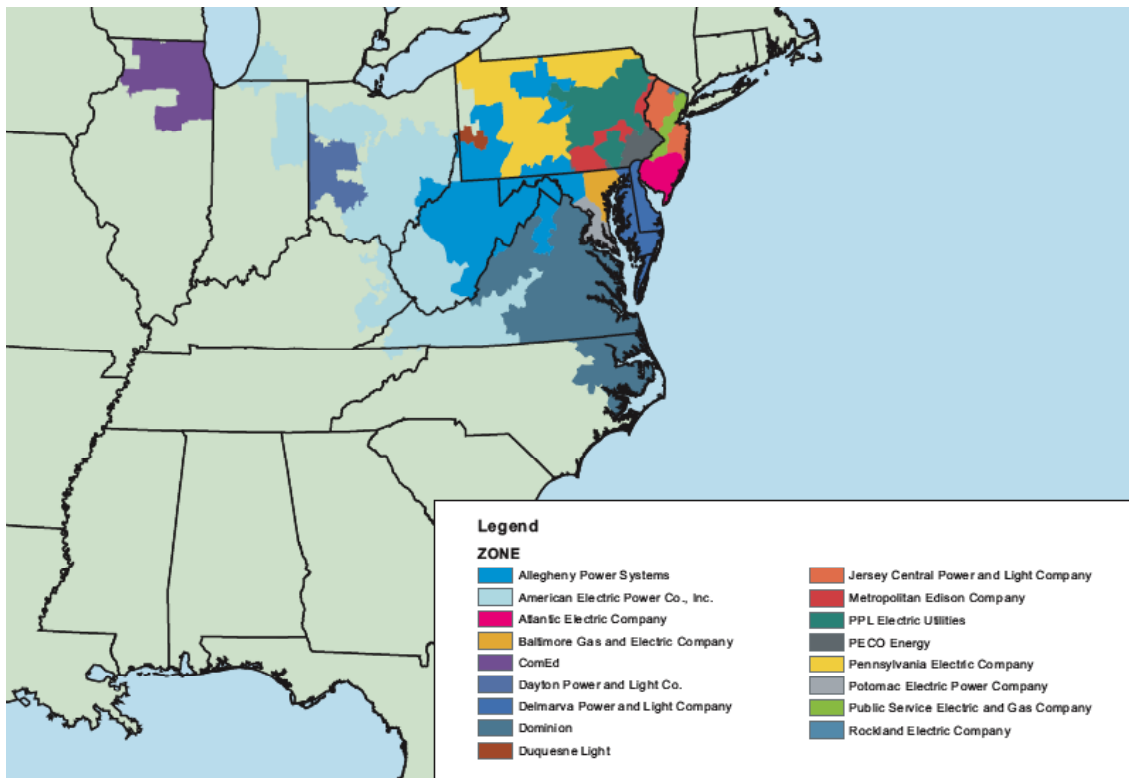 Legend
ZONE
Allegheny Power Systems
American Electric Power Co., Inc.
Atlantic Electric Company
Baltimore Gas and Electric Company
ComEd
Dayton Power and Light Co.
Delmarva Power and Light Company
Dominion
Duquesne Light
Jersey Central Power and Light Company
Metropolitan Edison Company
PPL Electric Utilities
PECO Energy
Pennsylvania Electric Company
Potomac Electric Power Company
Public Service Electric and Gas Company
Rockland Electric Company